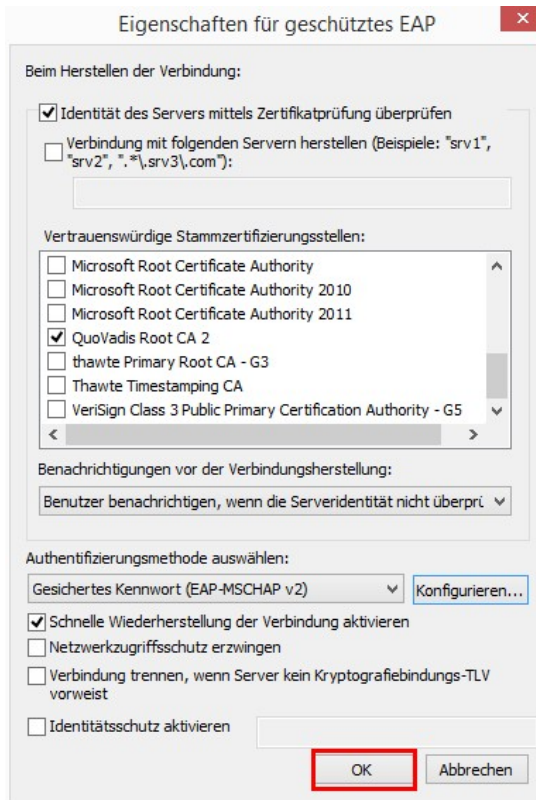 Eigenschaften für geschütztes EAP
Beim Herstellen der Verbindung:
Identität des Servers mittels Zertifikatprüfung überprüfen
Verbindung mit folgenden Servern herstellen (Beispiele: "srv1",
"srv2", ".*\.srv3\.com"):
Vertrauenswürdige Stammzertifizierungsstellen:
Microsoft Root Certificate Authority
Microsoft Root Certificate Authority 2010
Microsoft Root Certificate Authority 2011
QuoVadis Root CA 2
thawte Primary Root CA - G3
Thawte Timestamping CA
VeriSign Class 3 Public Primary Certification Authority - G5
Benachrichtigungen vor der Verbindungsherstellung:
Benutzer benachrichtigen, wenn die Serveridentität nicht überprü
Authentifizierungsmethode auswählen:
Gesichertes Kennwort (EAP-MSCHAP v2) Konfigurieren...
Schnelle Wiederherstellung der Verbindung aktivieren
Netzwerkzugriffsschutz erzwingen
Verbindung trennen, wenn Server kein Kryptografiebindungs-TLV
vorweist
Identitätsschutz aktivieren
OK Abbrechen